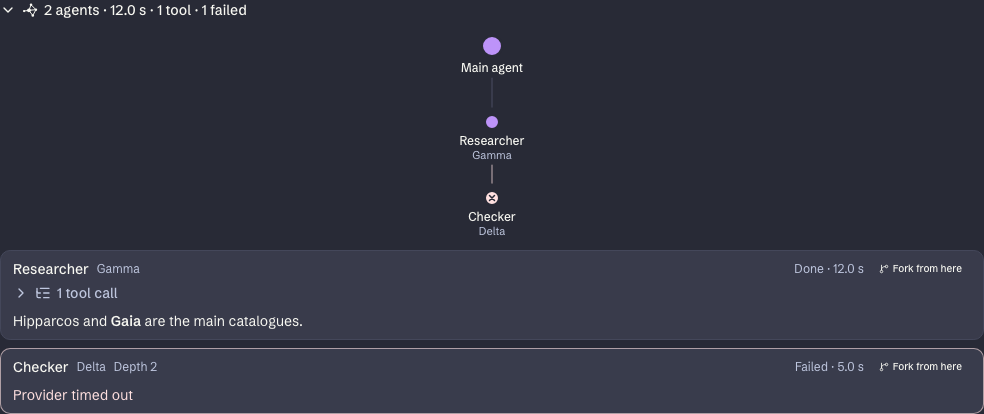 2 agents · 12.0 s · 1 tool · 1 failed
Main agent
Researcher
Gamma
Checker
Delta
Researcher Gamma Done · 12.0 s Fork from here
1 tool call
Hipparcos and Gaia are the main catalogues.
Checker Delta Depth 2 Failed · 5.0 s Fork from here
Provider timed out